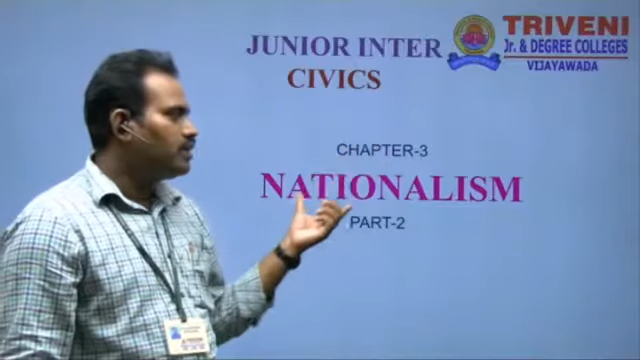 JUNIOR INTER
CIVICS
TRIVENI
Jr. & DEGREE COLLEGES
VIJAYAWADA
CHAPTER-3
NATIONALISM
PART-2